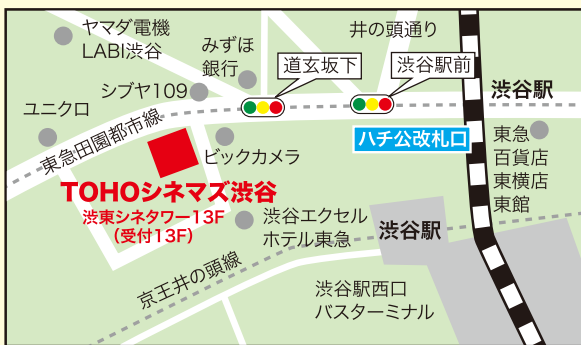 ヤマダ電機
LABI渋谷
みずほ
銀行
井の頭通り
道玄坂下
渋谷駅前
シブヤ109
渋谷駅
ユニクロ
東急田園都市線
ビックカメラ
ハチ公改札口
東急
百貨店
東横店
東館
TOHOシネマズ渋谷
渋東シネタワー13F
(受付13F)
渋谷エクセル
ホテル東急
渋谷駅
京王井の頭線
渋谷駅西口
バスターミナル